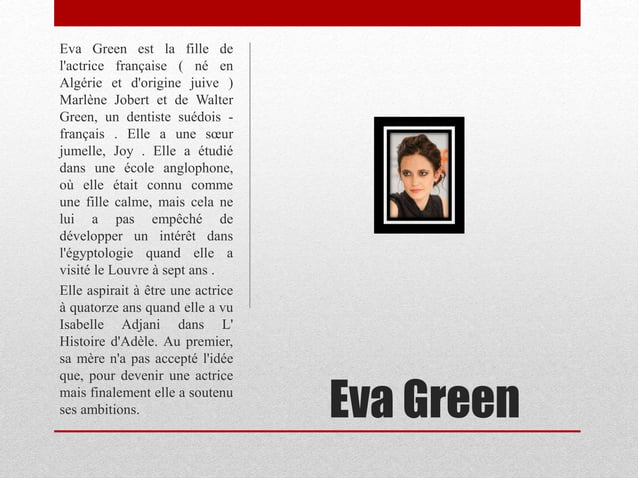 Eva Green est la fille de
l'actrice française ( né en
Algérie et d'origine juive )
Marlène Jobert et de Walter
Green, un dentiste suédois -
français . Elle a une sœur
jumelle, Joy . Elle a étudié
dans une école anglophone,
où elle était connu comme
une fille calme, mais cela ne
lui a pas empêché de
développer un intérêt dans
l'égyptologie quand elle a
visité le Louvre à sept ans .
Elle aspirait à être une actrice
à quatorze ans quand elle a vu
Isabelle Adjani dans L'
Histoire d'Adèle. Au premier,
sa mère n'a pas accepté l'idée
que, pour devenir une actrice
mais finalement elle a soutenu
ses ambitions.
Eva Green